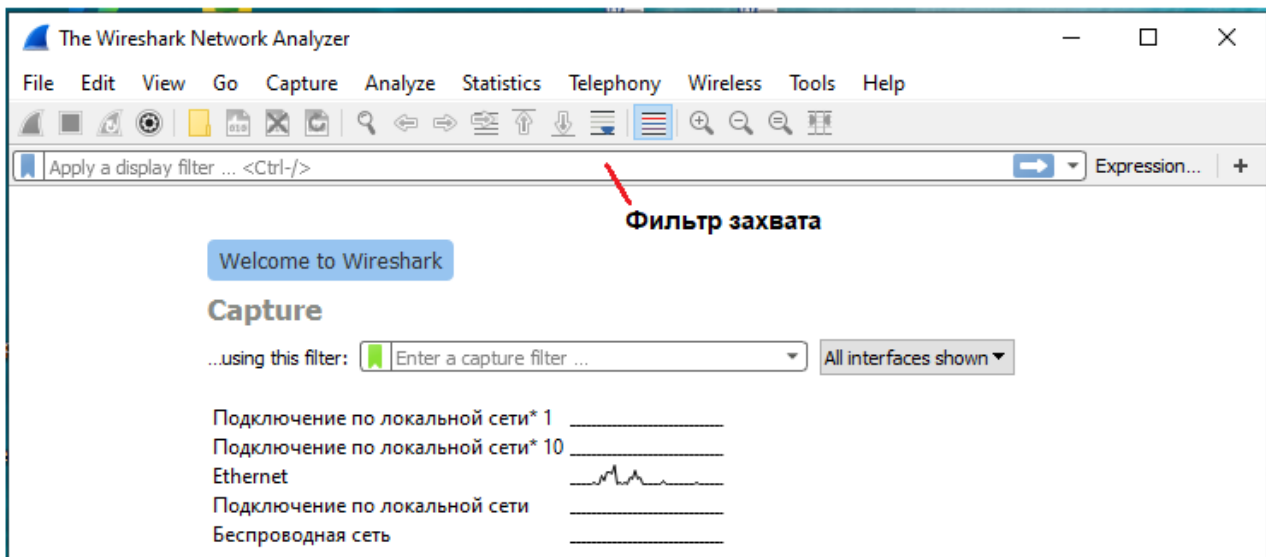 The Wireshark Network Analyzer
File Edit View Go Capture Analyze Statistics Telephony Wireless Tools Help
Apply a display filter ... <Ctrl-/> Expression... +
Фильтр захвата
Welcome to Wireshark
Capture
...using this filter: Enter a capture filter ... All interfaces shown
Подключение по локальной сети* 1
Подключение по локальной сети* 10
Ethernet
Подключение по локальной сети
Беспроводная сеть